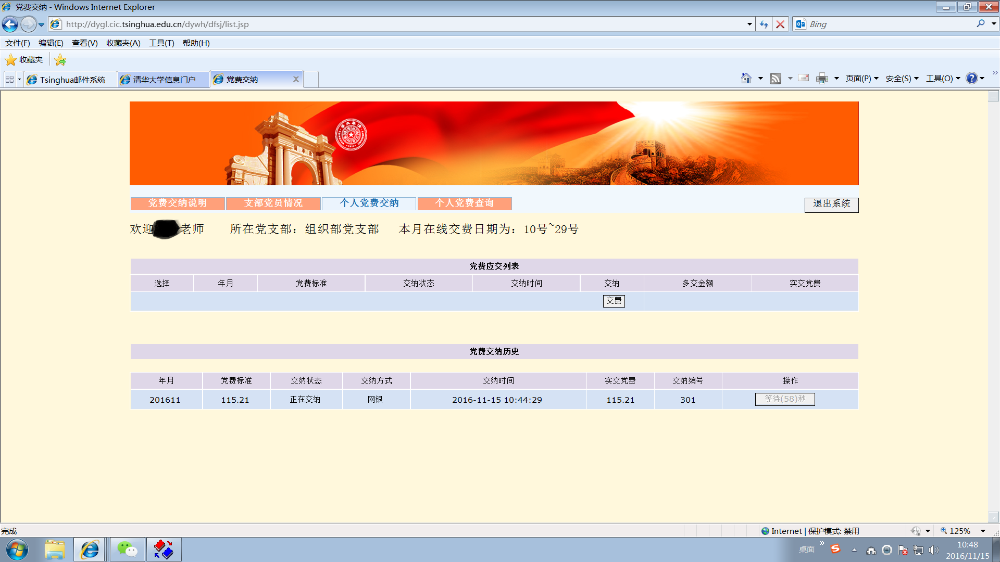 党费交纳 - Windows Internet Explorer
http://dygl.cic.tsinghua.edu.cn/dywh/dfsj/list.jsp
Bing
文件(F) 编辑(E) 查看(V) 收藏夹(A) 工具(T) 帮助(H)
收藏夹
Tsinghua邮件系统 清华大学信息门户 党费交纳
页面(P) 安全(S) 工具(O)
党费交纳说明 支部党员情况 个人党费交纳 个人党费查询 退出系统
欢迎 老师 所在党支部：组织部党支部 本月在线交费日期为：10号~29号
党费应交列表
选择 年月 党费标准 交纳状态 交纳时间 交纳 多交金额 实交党费
交费
党费交纳历史
年月 党费标准 交纳状态 交纳方式 交纳时间 实交党费 交纳编号 操作
201611 115.21 正在交纳 网银 2016-11-15 10:44:29 115.21 301 等待(58)秒
完成 Internet | 保护模式: 禁用 125%
桌面 10:48
2016/11/15